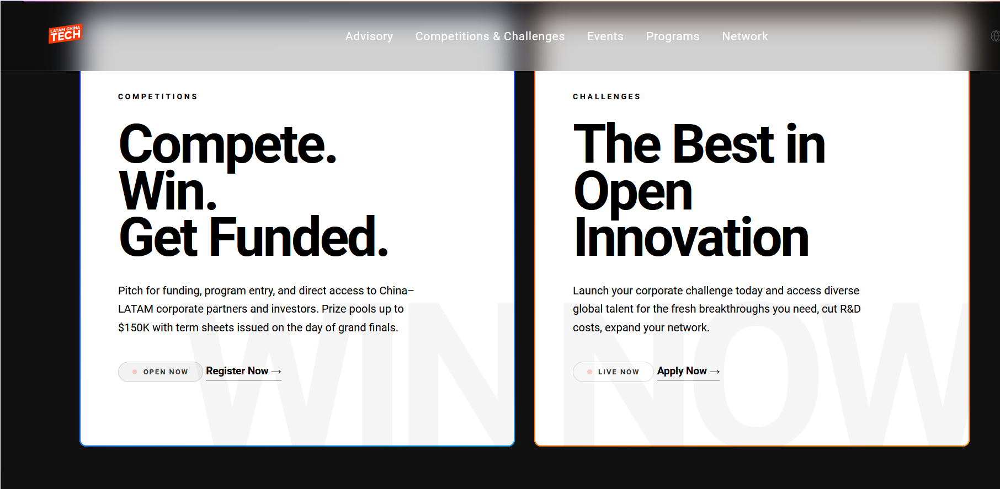 LATAM CHINA
TECH
Advisory
Competitions & Challenges
Events
Programs
Network
COMPETITIONS
Compete.
Win.
Get Funded.
Pitch for funding, program entry, and direct access to China–
LATAM corporate partners and investors. Prize pools up to
$150K with term sheets issued on the day of grand finals.
OPEN NOW
Register Now →
WIN
CHALLENGES
The Best in
Open
Innovation
Launch your corporate challenge today and access diverse
global talent for the fresh breakthroughs you need, cut R&D
costs, expand your network.
LIVE NOW
Apply Now →
NOW